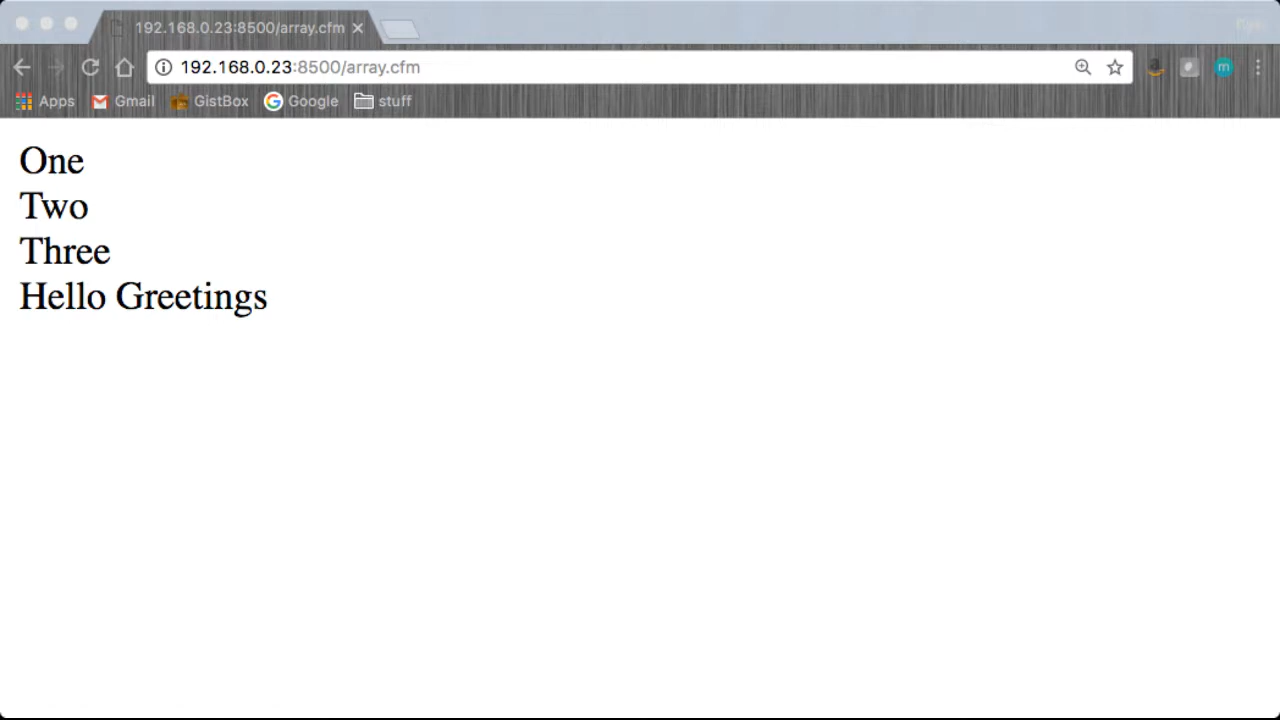 192.168.0.23:8500/array.cfm
192.168.0.23:8500/array.cfm
Apps Gmail GistBox Google stuff
One
Two
Three
Hello Greetings